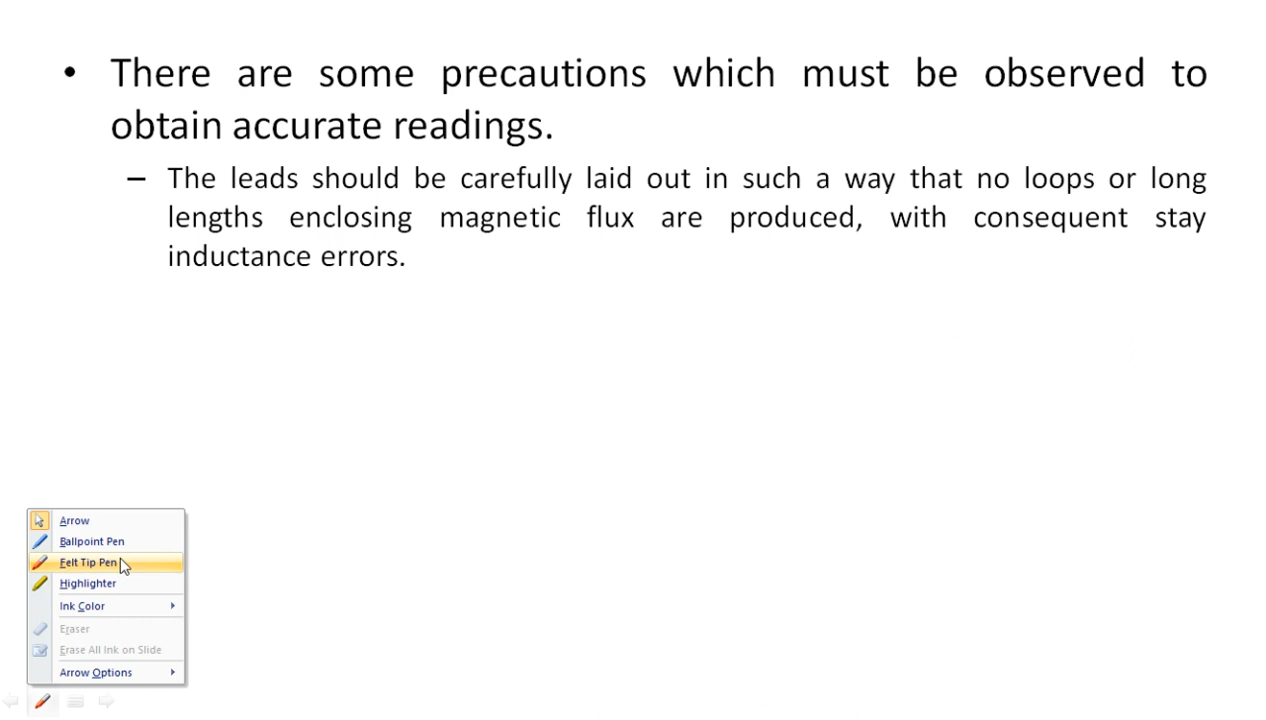 • There are some precautions which must be observed to
obtain accurate readings.
– The leads should be carefully laid out in such a way that no loops or long
lengths enclosing magnetic flux are produced, with consequent stay
inductance errors.
Arrow
Ballpoint Pen
Felt Tip Pen
Highlighter
Ink Color
Eraser
Erase All Ink on Slide
Arrow Options